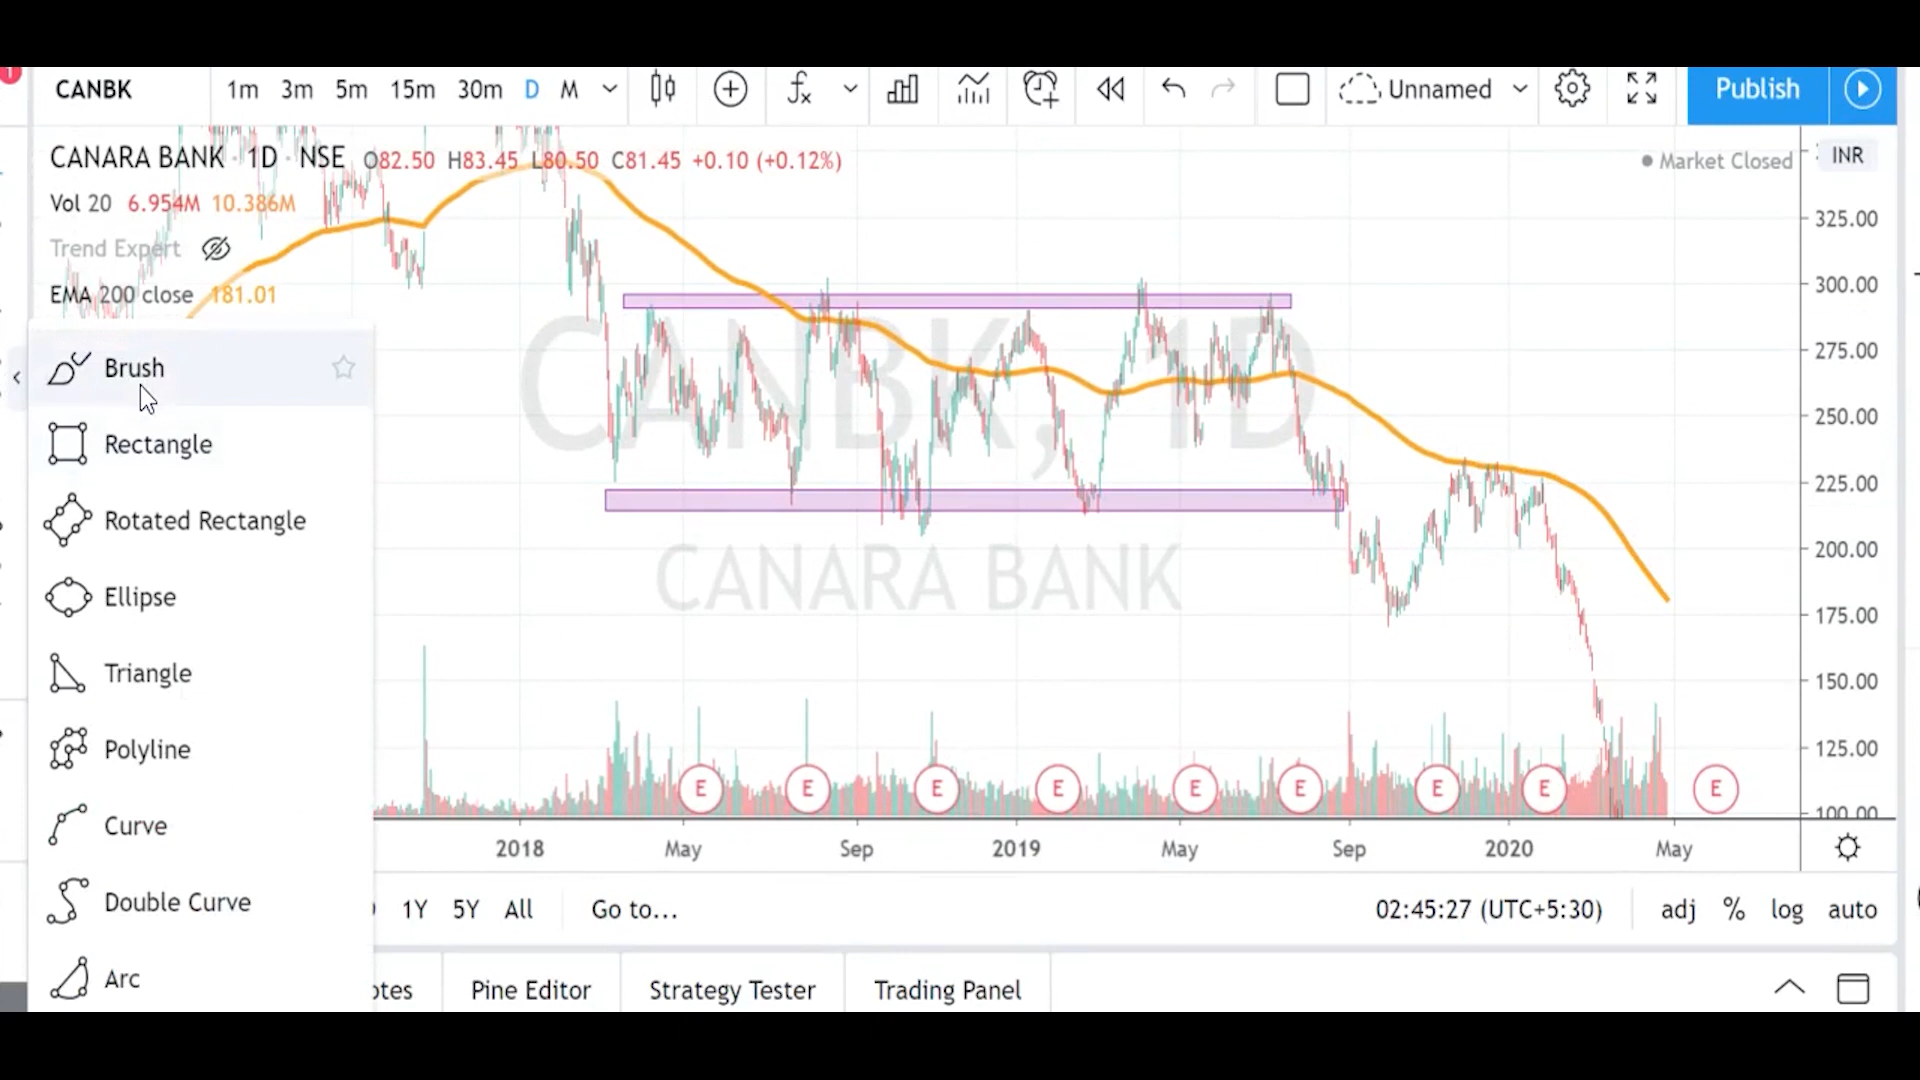 1
CANBK 1m 3m 5m 15m 30m D M Unnamed Publish
CANARA BANK · 1D · NSE O82.50 H83.45 L80.50 C81.45 +0.10 (+0.12%) Market Closed INR
Vol 20 6.954M 10.386M
Trend Expert
EMA 200 close 181.01
325.00
300.00
275.00
250.00
225.00
200.00
175.00
150.00
125.00
100.00
CANBK, 1D
CANARA BANK
Brush
Rectangle
Rotated Rectangle
Ellipse
Triangle
Polyline
Curve
Double Curve
Arc
E E E E E E E E E
2018 May Sep 2019 May Sep 2020 May
1Y 5Y All Go to... 02:45:27 (UTC+5:30) adj % log auto
otes Pine Editor Strategy Tester Trading Panel